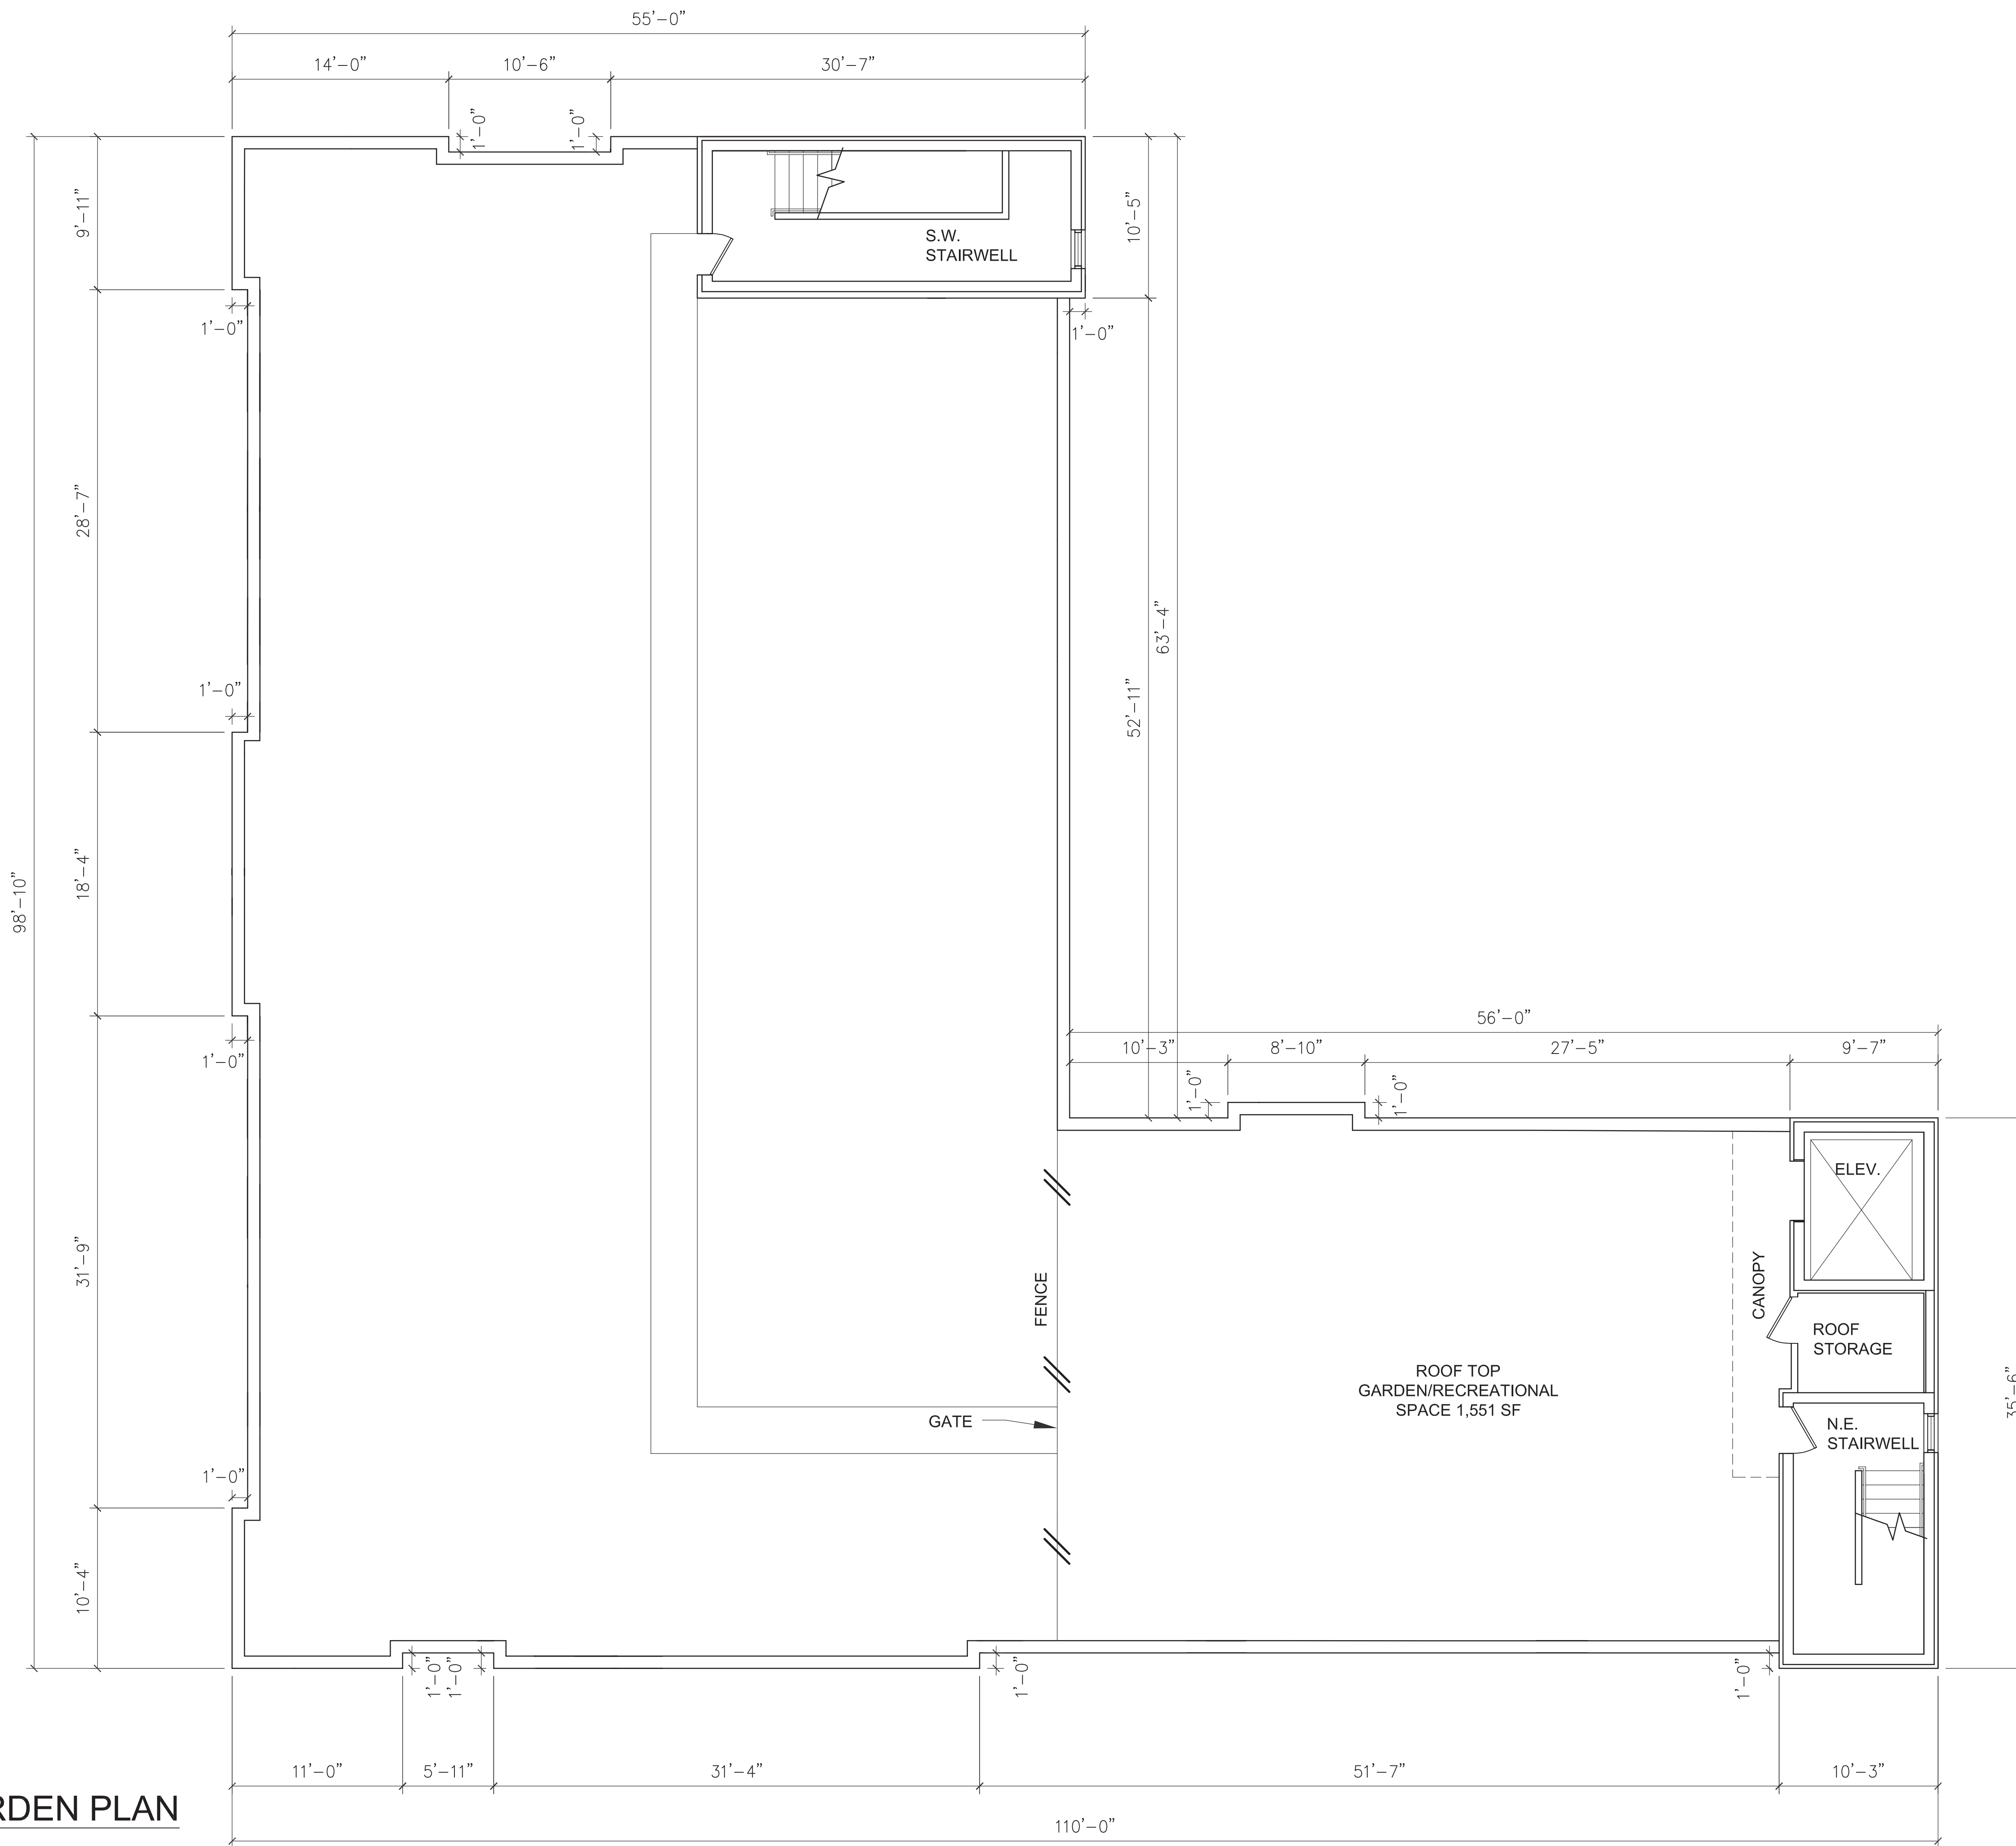 55'-0"
14'-0"
10'-6"
30'-7"
1'-0"
1'-0"
9'-11"
10'-5"
S.W.
STAIRWELL
1'-0"
1'-0"
28'-7"
63'-4"
52'-11"
1'-0"
18'-4"
98'-10"
56'-0"
10'-3"
8'-10"
27'-5"
9'-7"
1'-0"
1'-0"
1'-0"
ELEV.
31'-9"
FENCE
CANOPY
ROOF
STORAGE
ROOF TOP
GARDEN/RECREATIONAL
SPACE 1,551 SF
35'-6"
GATE
N.E.
STAIRWELL
1'-0"
10'-4"
1'-0"
1'-0"
1'-0"
1'-0"
11'-0"
5'-11"
31'-4"
51'-7"
10'-3"
RDEN PLAN
110'-0"